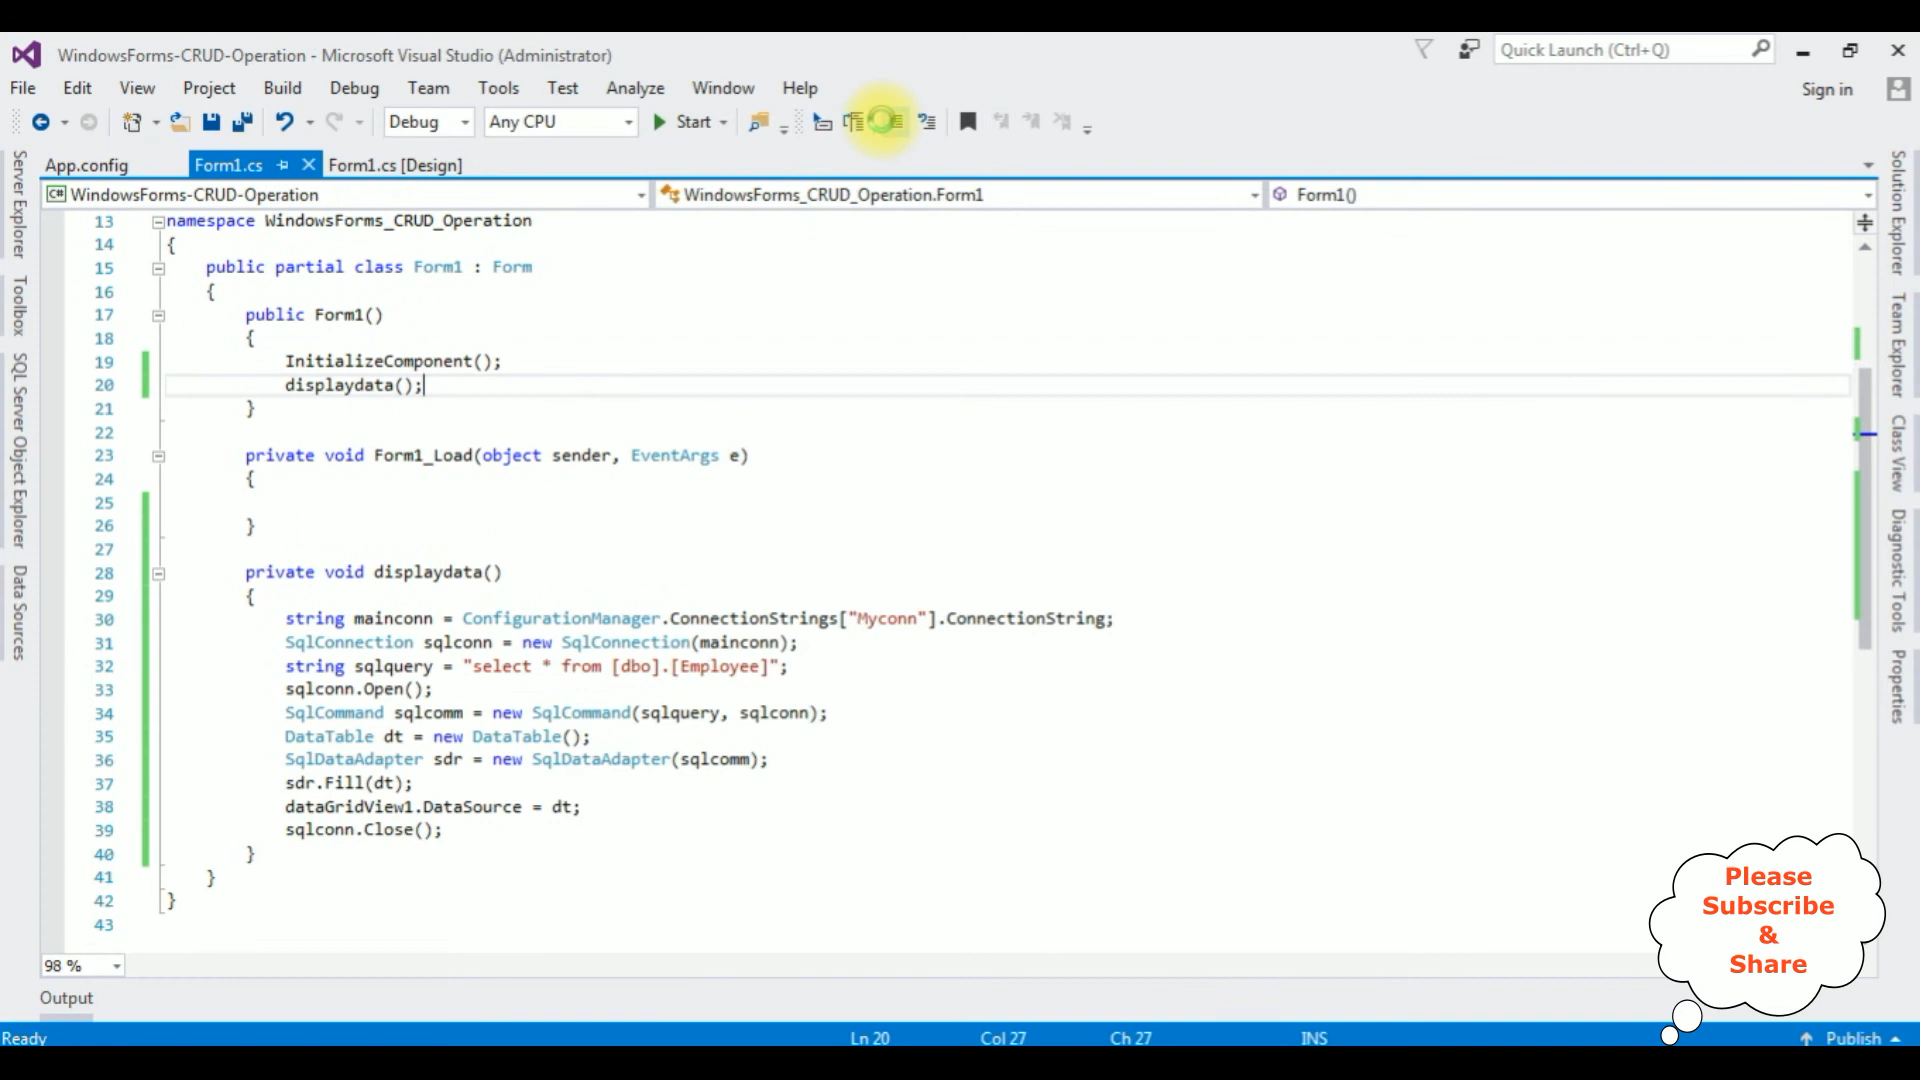 WindowsForms-CRUD-Operation - Microsoft Visual Studio (Administrator)
Quick Launch (Ctrl+Q)
File Edit View Project Build Debug Team Tools Test Analyze Window Help
Sign in
Debug Any CPU Start
App.config Form1.cs Form1.cs [Design]
C# WindowsForms-CRUD-Operation WindowsForms_CRUD_Operation.Form1 Form1()
13 namespace WindowsForms_CRUD_Operation
14 {
15 public partial class Form1 : Form
16 {
17 public Form1()
18 {
19 InitializeComponent();
20 displaydata();
21 }
22
23 private void Form1_Load(object sender, EventArgs e)
24 {
25
26 }
27
28 private void displaydata()
29 {
30 string mainconn = ConfigurationManager.ConnectionStrings["Myconn"].ConnectionString;
31 SqlConnection sqlconn = new SqlConnection(mainconn);
32 string sqlquery = "select * from [dbo].[Employee]";
33 sqlconn.Open();
34 SqlCommand sqlcomm = new SqlCommand(sqlquery, sqlconn);
35 DataTable dt = new DataTable();
36 SqlDataAdapter sdr = new SqlDataAdapter(sqlcomm);
37 sdr.Fill(dt);
38 dataGridView1.DataSource = dt;
39 sqlconn.Close();
40 }
41 }
42 }
43
98 %
Output
Ready Ln 20 Col 27 Ch 27 INS Publish
Server Explorer
Toolbox
SQL Server Object Explorer
Data Sources
Solution Explorer
Team Explorer
Class View
Diagnostic Tools
Properties
Please
Subscribe
&
Share